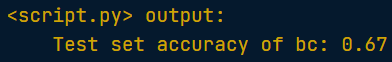 <script.py> output:
Test set accuracy of bc: 0.67